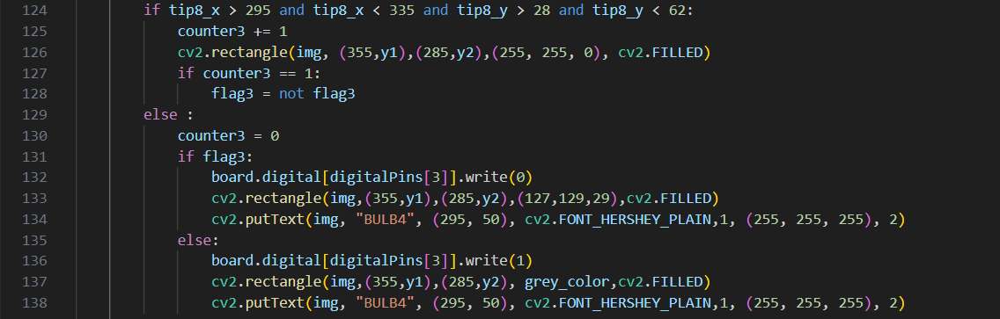 124 if tip8_x > 295 and tip8_x < 335 and tip8_y > 28 and tip8_y < 62:
125 counter3 += 1
126 cv2.rectangle(img, (355,y1),(285,y2),(255, 255, 0), cv2.FILLED)
127 if counter3 == 1:
128 flag3 = not flag3
129 else :
130 counter3 = 0
131 if flag3:
132 board.digital[digitalPins[3]].write(0)
133 cv2.rectangle(img,(355,y1),(285,y2),(127,129,29),cv2.FILLED)
134 cv2.putText(img, "BULB4", (295, 50), cv2.FONT_HERSHEY_PLAIN,1, (255, 255, 255), 2)
135 else:
136 board.digital[digitalPins[3]].write(1)
137 cv2.rectangle(img,(355,y1),(285,y2), grey_color,cv2.FILLED)
138 cv2.putText(img, "BULB4", (295, 50), cv2.FONT_HERSHEY_PLAIN,1, (255, 255, 255), 2)